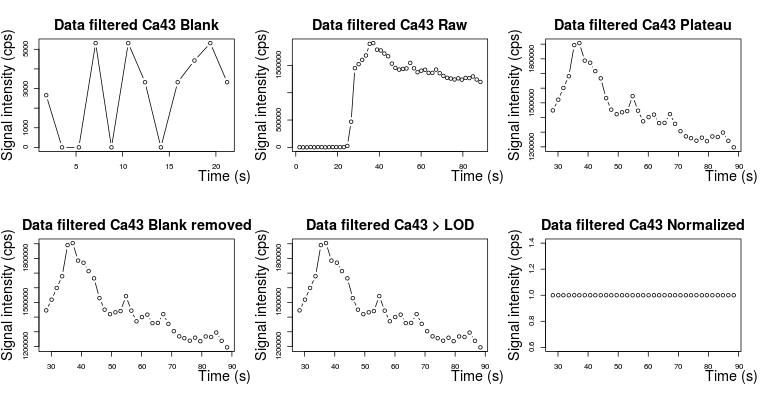 Data filtered Ca43 Blank
Signal intensity (cps)
0 1000 3000 5000
5 10 15 20
Time (s)
Data filtered Ca43 Raw
Signal intensity (cps)
0 500000 1500000
0 20 40 60 80
Time (s)
Data filtered Ca43 Plateau
Signal intensity (cps)
1200000 1500000 1800000
30 40 50 60 70 80 90
Time (s)
Data filtered Ca43 Blank removed
Signal intensity (cps)
1200000 1500000 1800000
30 40 50 60 70 80 90
Time (s)
Data filtered Ca43 > LOD
Signal intensity (cps)
1200000 1500000 1800000
30 40 50 60 70 80 90
Time (s)
Data filtered Ca43 Normalized
Signal intensity (cps)
0.6 0.8 1.0 1.2 1.4
30 40 50 60 70 80 90
Time (s)